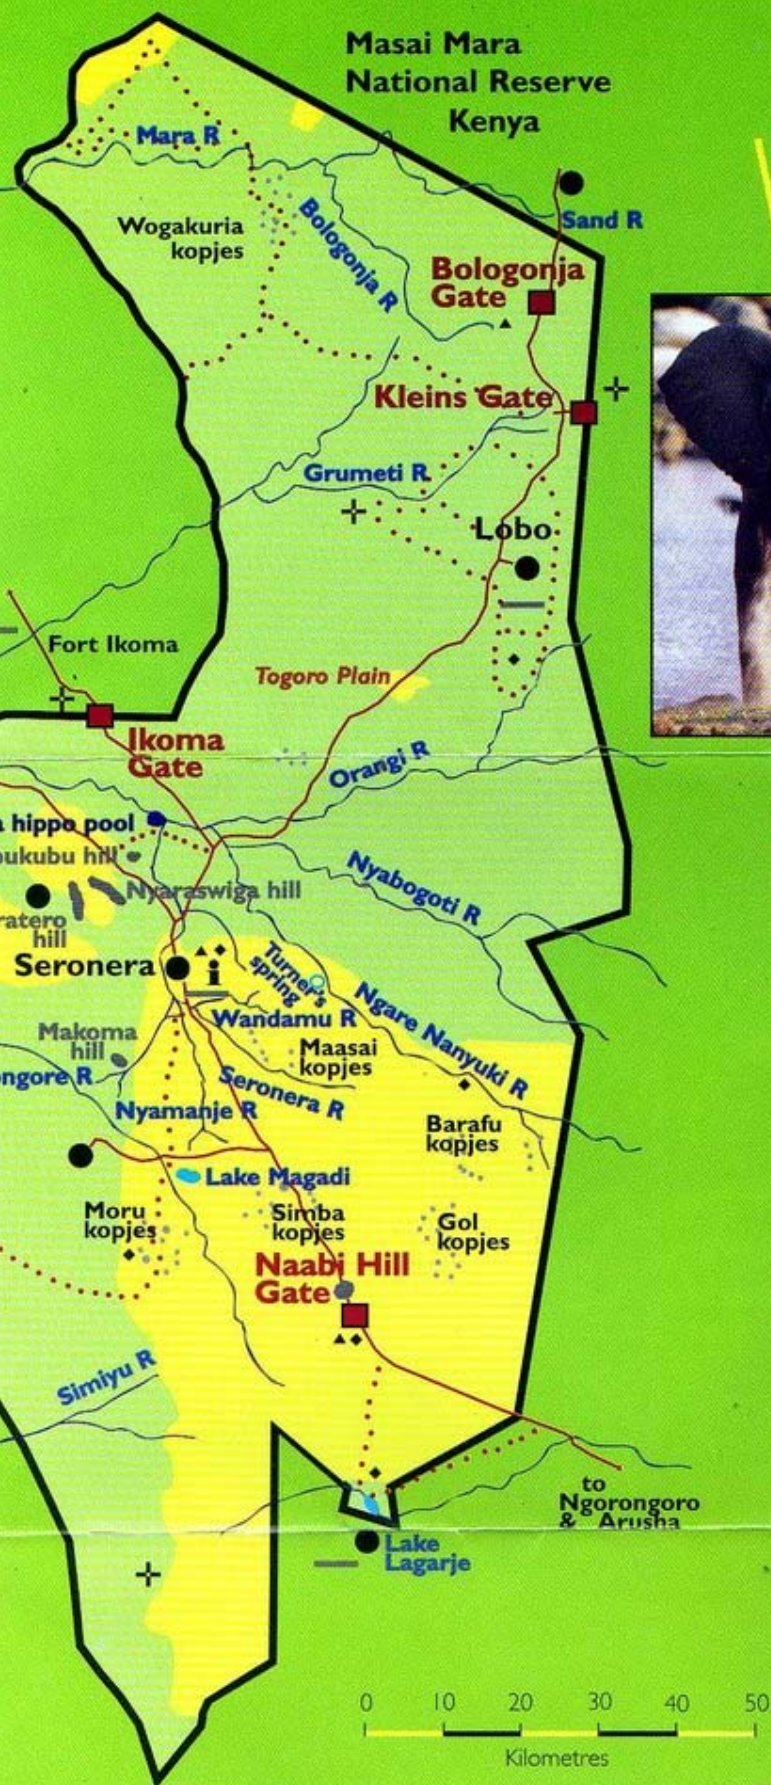 Masai Mara
National Reserve
Kenya
Mara R
Sand R
Wogakuria
kopjes
Bologonja R
Bologonja
Gate
Kleins Gate
Grumeti R
Lobo
Fort Ikoma
Togoro Plain
Ikoma
Gate
Orangi R
hippo pool
hill
Nyabogoti R
Nyaraswiga hill
hill
Seronera
i
Turner's
spring
Ngare Nanyuki R
Wandamu R
Makoma
hill
Maasai
kopjes
R
Seronera R
Nyamanje R
Barafu
kopjes
Lake Magadi
Moru
kopjes
Simba
kopjes
Gol
kopjes
Naabi Hill
Gate
Simiyu R
to
Ngorongoro
& Arusha
Lake
Lagarje
0 10 20 30 40 50
Kilometres